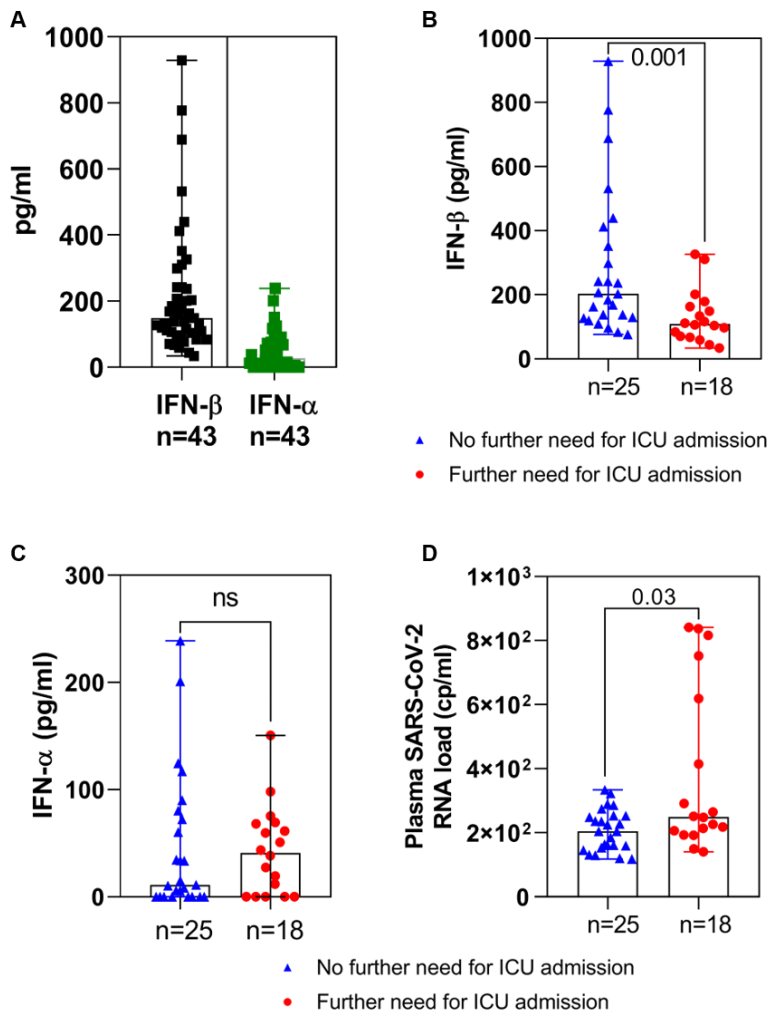 A
1000
800
600
400
200
0
pg/ml
IFN-β
n=43
IFN-α
n=43
B
1000
800
600
400
200
0
IFN-β (pg/ml)
0.001
n=25
n=18
No further need for ICU admission
Further need for ICU admission
C
300
200
100
0
IFN-α (pg/ml)
ns
n=25
n=18
D
1×10³
8×10²
6×10²
4×10²
2×10²
0
Plasma SARS-CoV-2
RNA load (cp/ml)
0.03
n=25
n=18
No further need for ICU admission
Further need for ICU admission